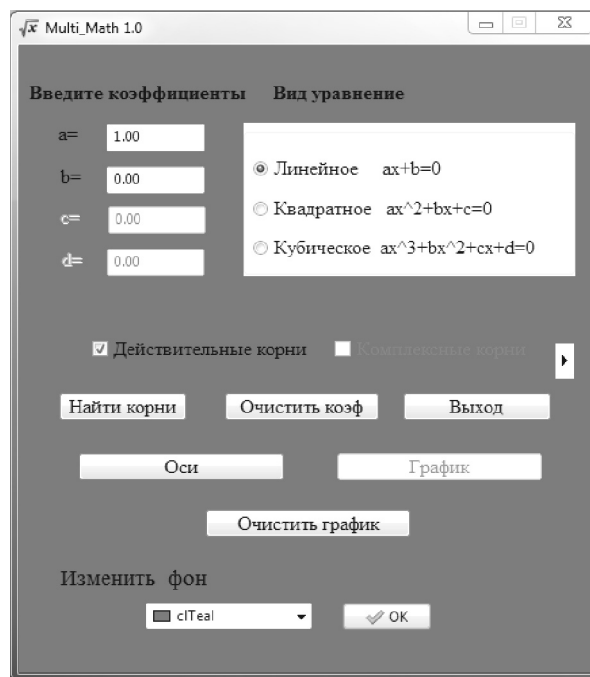 √x Multi_Math 1.0
Введите коэффициенты Вид уравнение
a= 1.00
b= 0.00
c= 0.00
d= 0.00
Линейное ax+b=0
Квадратное ax^2+bx+c=0
Кубическое ax^3+bx^2+cx+d=0
Действительные корни Комплексные корни
Найти корни Очистить коэф Выход
Оси График
Очистить график
Изменить фон
clTeal OK